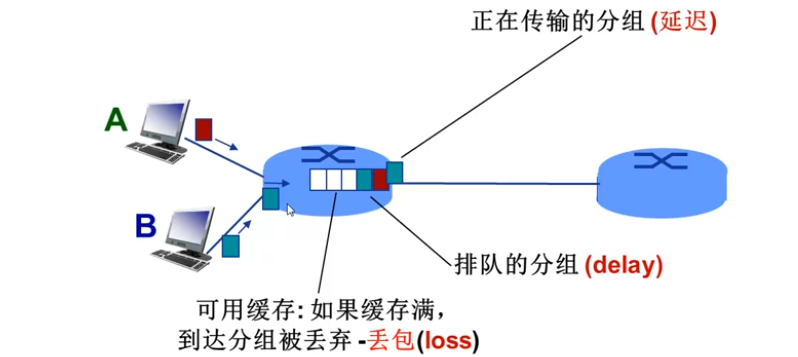 正在传输的分组 (延迟)
A
B
排队的分组 (delay)
可用缓存: 如果缓存满,
到达分组被丢弃 -丢包(loss)